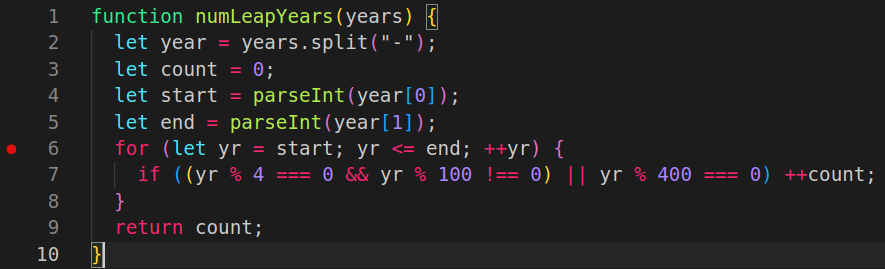 1 function numLeapYears(years) {
2   let year = years.split("-");
3   let count = 0;
4   let start = parseInt(year[0]);
5   let end = parseInt(year[1]);
6   for (let yr = start; yr <= end; ++yr) {
7     if ((yr % 4 === 0 && yr % 100 !== 0) || yr % 400 === 0) ++count;
8   }
9   return count;
10 }